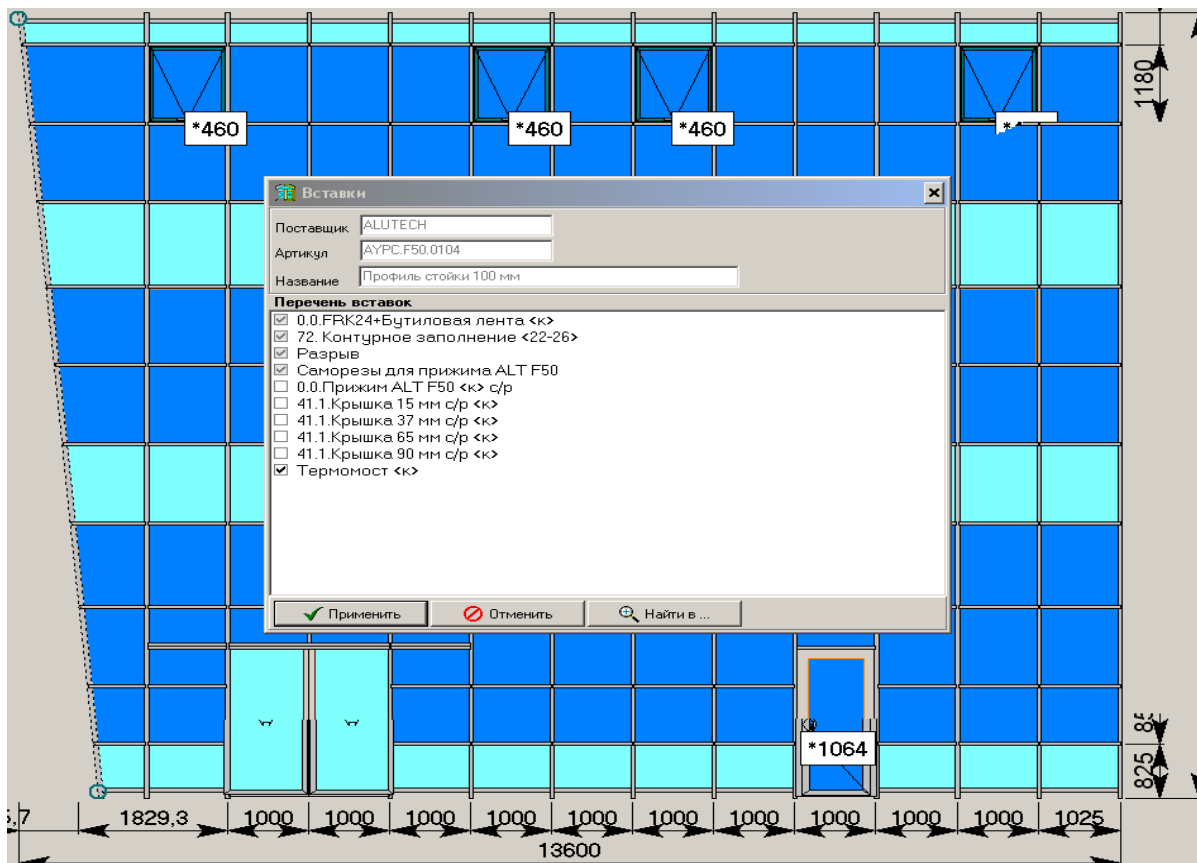 1180
*460 *460 *460
Вставки
Поставщик ALUTECH
Артикул AYPC.F50.0104
Название Профиль стойки 100 мм
Перечень вставок
0.0.FRK24+Бутиловая лента <к>
72. Контурное заполнение <22-26>
Разрыв
Саморезы для прижима ALT F50
0.0.Прижим ALT F50 <к> с/р
41.1.Крышка 15 мм с/р <к>
41.1.Крышка 37 мм с/р <к>
41.1.Крышка 65 мм с/р <к>
41.1.Крышка 90 мм с/р <к>
Термомост <к>
Применить Отменить Найти в ...
*1064
825
1829,3 1000 1000 1000 1000 1000 1000 1000 1000 1000 1000 1025
13600